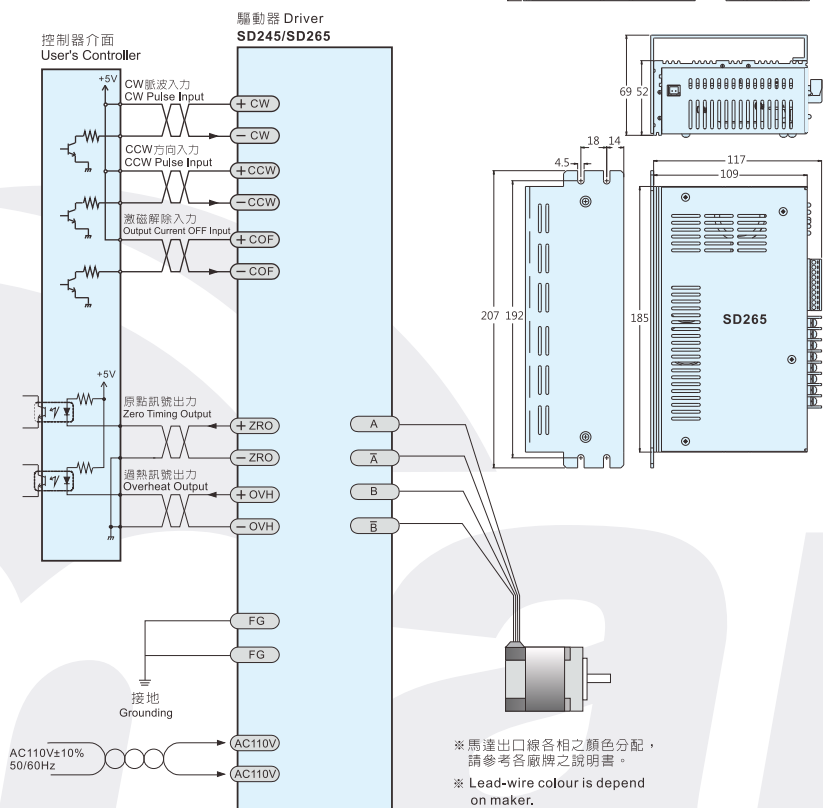 驅動器 Driver
SD245/SD265
控制器介面
User's Controller
+5V
CW脈波入力
CW Pulse Input
+ CW
− CW
CCW方向入力
CCW Pulse Input
+CCW
−CCW
激磁解除入力
Output Current OFF Input
+ COF
− COF
+5V
原點訊號出力
Zero Timing Output
+ ZRO
− ZRO
過熱訊號出力
Overheat Output
+ OVH
− OVH
A
A̅
B
B̅
FG
FG
接地
Grounding
AC110V±10%
50/60Hz
AC110V
AC110V
69 52
18 14
4.5
117
109
207 192
185
SD265
※馬達出口線各相之顏色分配，
請參考各廠牌之說明書。
※ Lead-wire colour is depend
on maker.